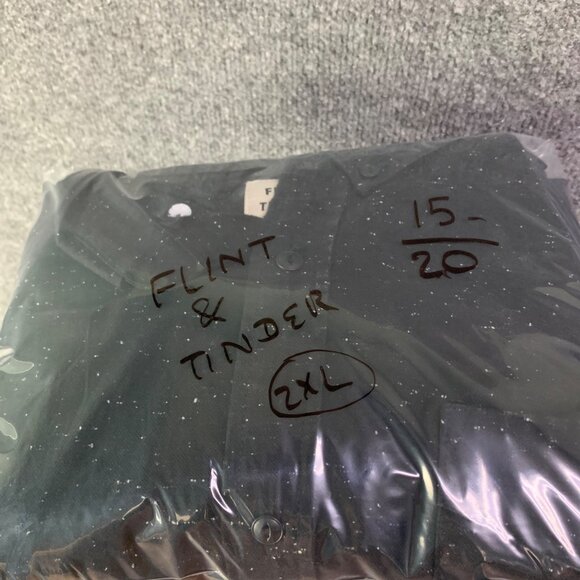 F
T
15-
20
FLINT
&
TINDER
2XL